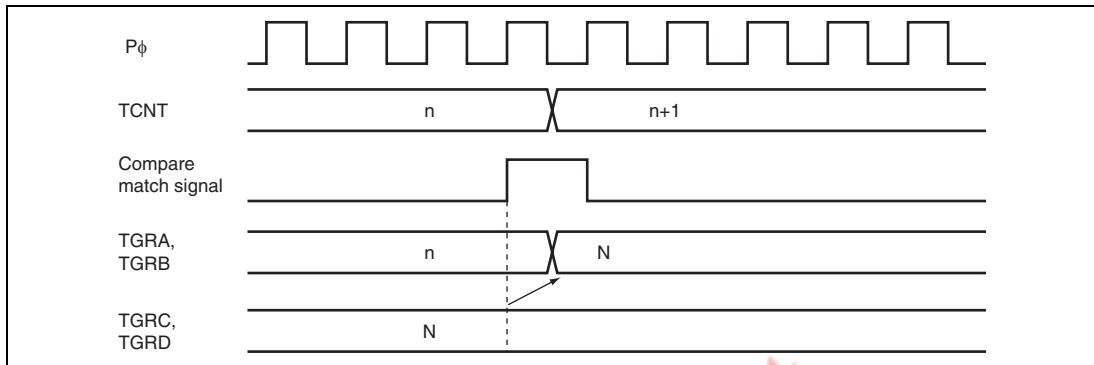 Pϕ
TCNT n n+1
Compare
match signal
TGRA,
TGRB n N
TGRC,
TGRD N